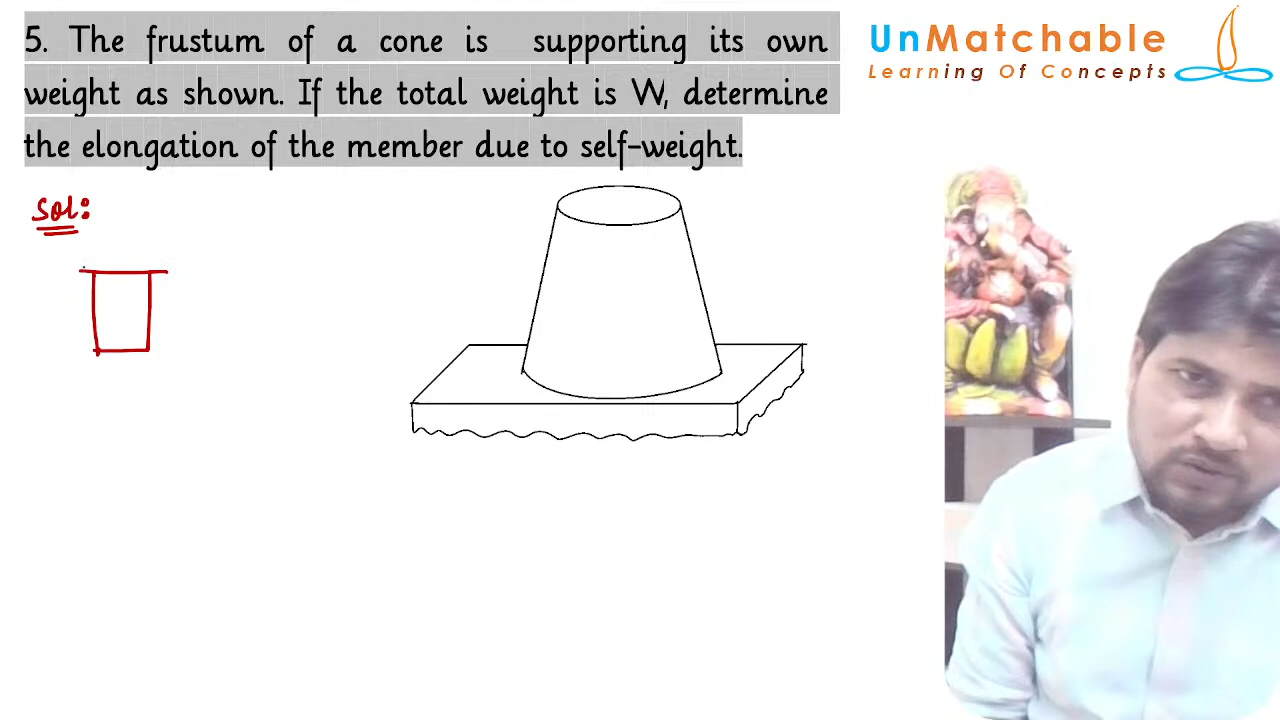 5. The frustum of a cone is supporting its own
weight as shown. If the total weight is W, determine
the elongation of the member due to self-weight.
UnMatchable
Learning Of Concepts
Sol: